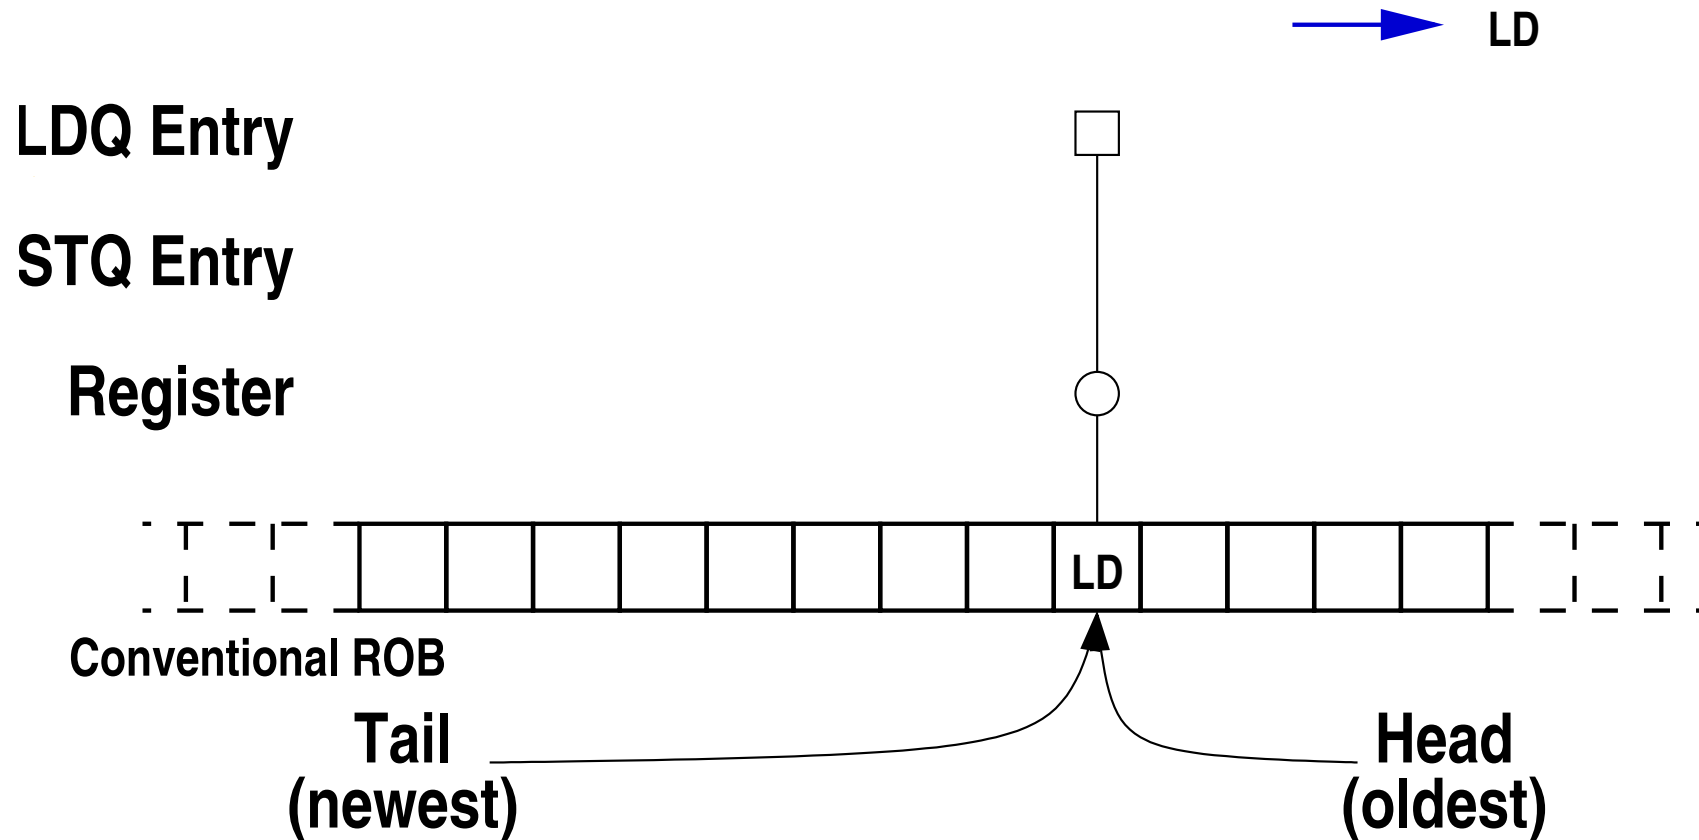 LD
LDQ Entry
STQ Entry
Register
LD
Conventional ROB
Tail
(newest)
Head
(oldest)